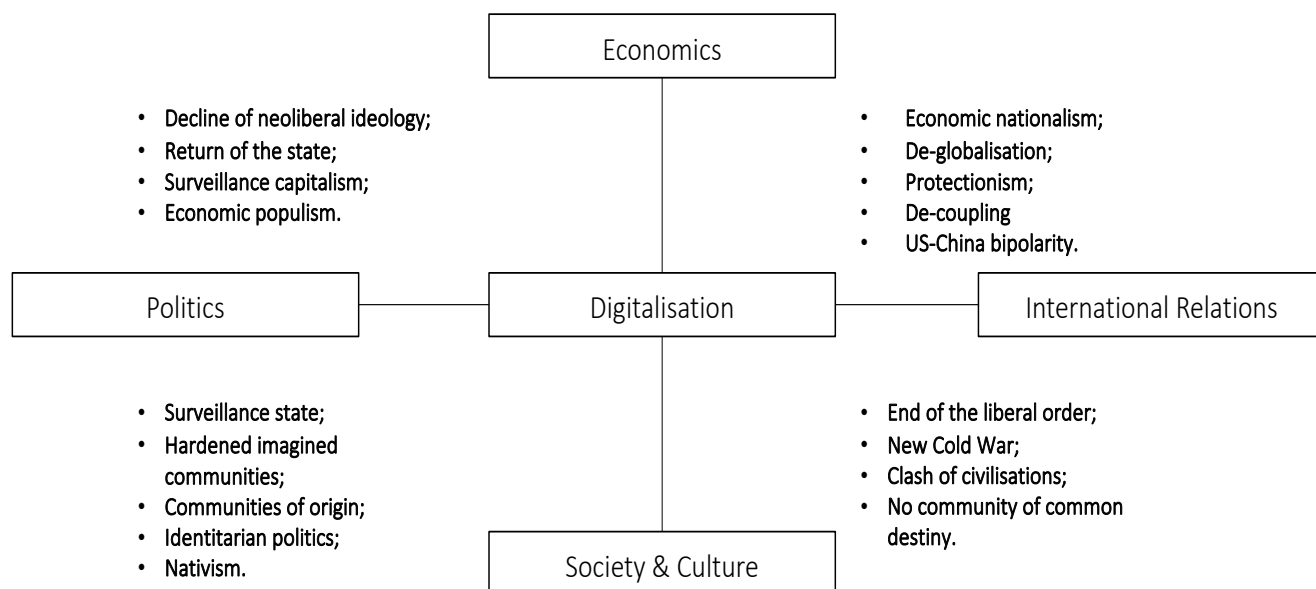 Economics
• Decline of neoliberal ideology;
• Return of the state;
• Surveillance capitalism;
• Economic populism.
• Economic nationalism;
• De-globalisation;
• Protectionism;
• De-coupling
• US-China bipolarity.
Politics
Digitalisation
International Relations
• Surveillance state;
• Hardened imagined
communities;
• Communities of origin;
• Identitarian politics;
• Nativism.
• End of the liberal order;
• New Cold War;
• Clash of civilisations;
• No community of common
destiny.
Society & Culture